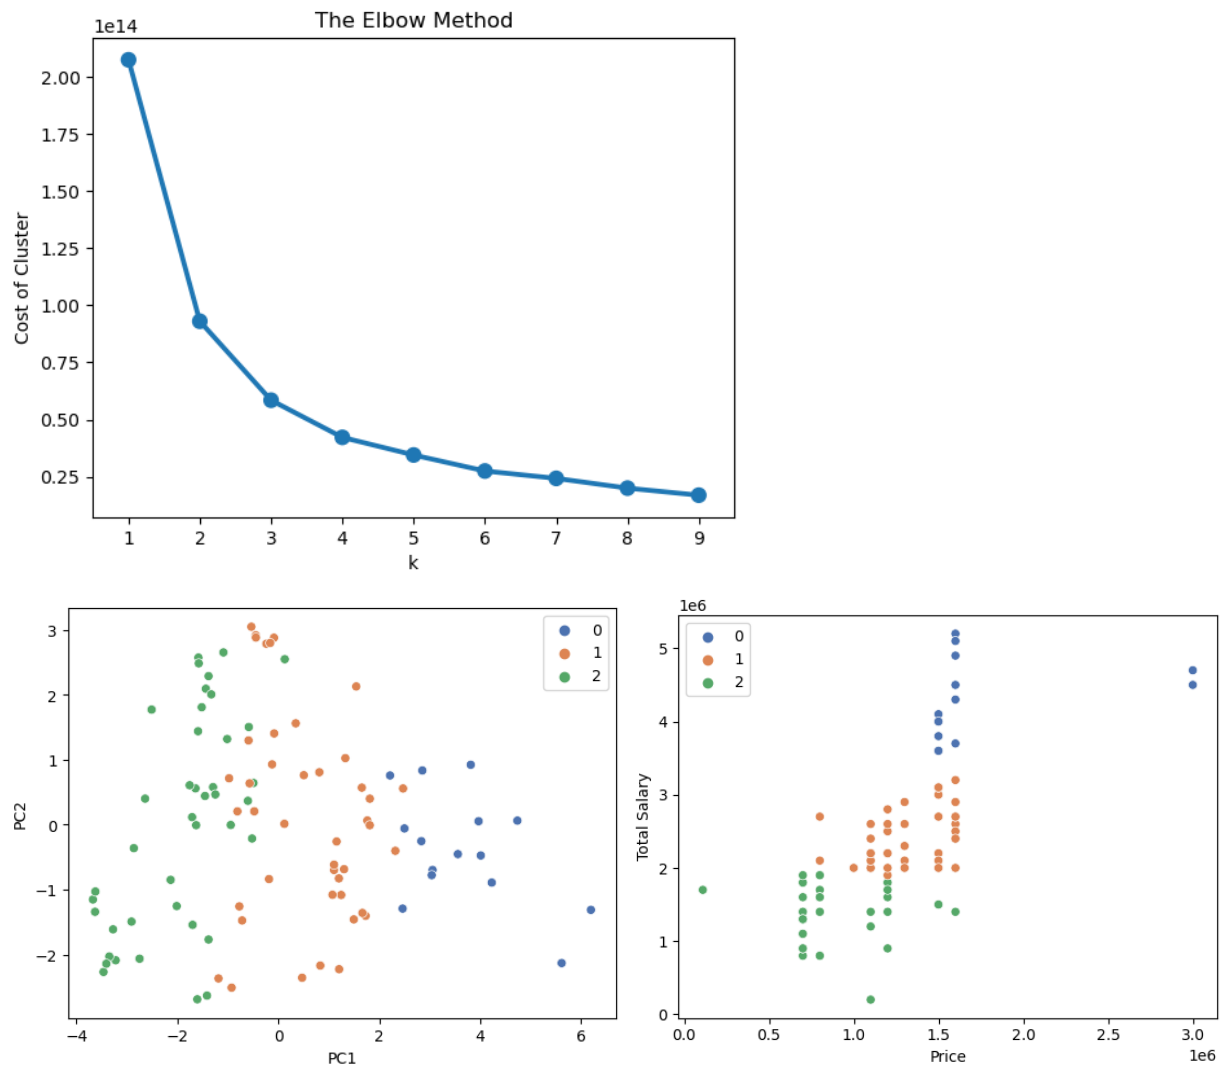 The Elbow Method
1e14
2.00
1.75
1.50
1.25
1.00
0.75
0.50
0.25
Cost of Cluster
1 2 3 4 5 6 7 8 9
k
3
2
1
0
−1
−2
PC2
0
1
2
−4 −2 0 2 4 6
PC1
1e6
5
4
3
2
1
0
Total Salary
0
1
2
0.0 0.5 1.0 1.5 2.0 2.5 3.0
Price
1e6